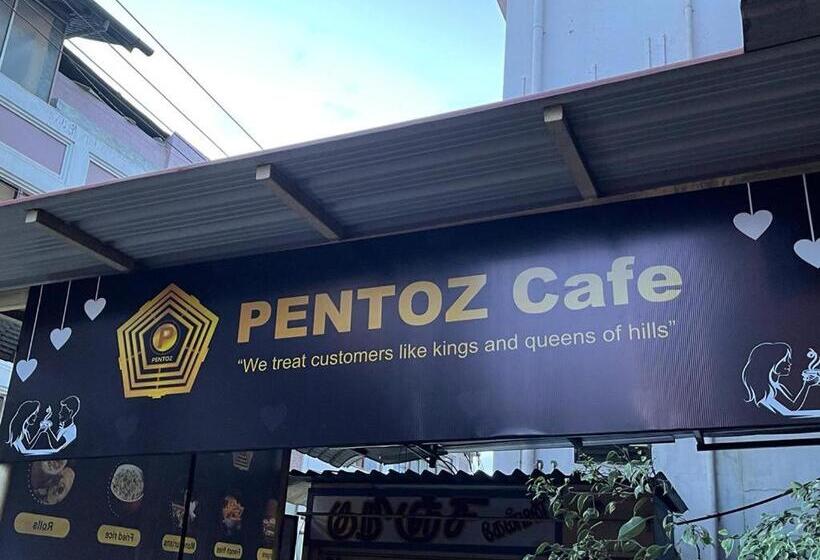 PENTOZ Cafe
P
PENTOZ
“We treat customers like kings and queens of hills”
Rolls
Fried rice
French fries